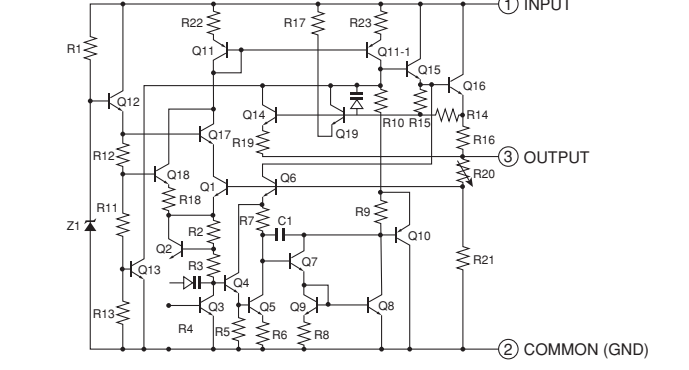 1 INPUT
R22 R17 R23
R1 Q11 Q11-1
Q15
Q16
Q12
Q14 R14
R10 R15
Q17 Q19
R19 R16
R12
3 OUTPUT
Q18 Q1 Q6 R20
R18
R11 R7 C1 R9
Z1 R2 Q10
Q2
R3 Q7 R21
Q13 Q4
Q3 Q5 Q9 Q8
R13
R4 R5 R6 R8
2 COMMON (GND)